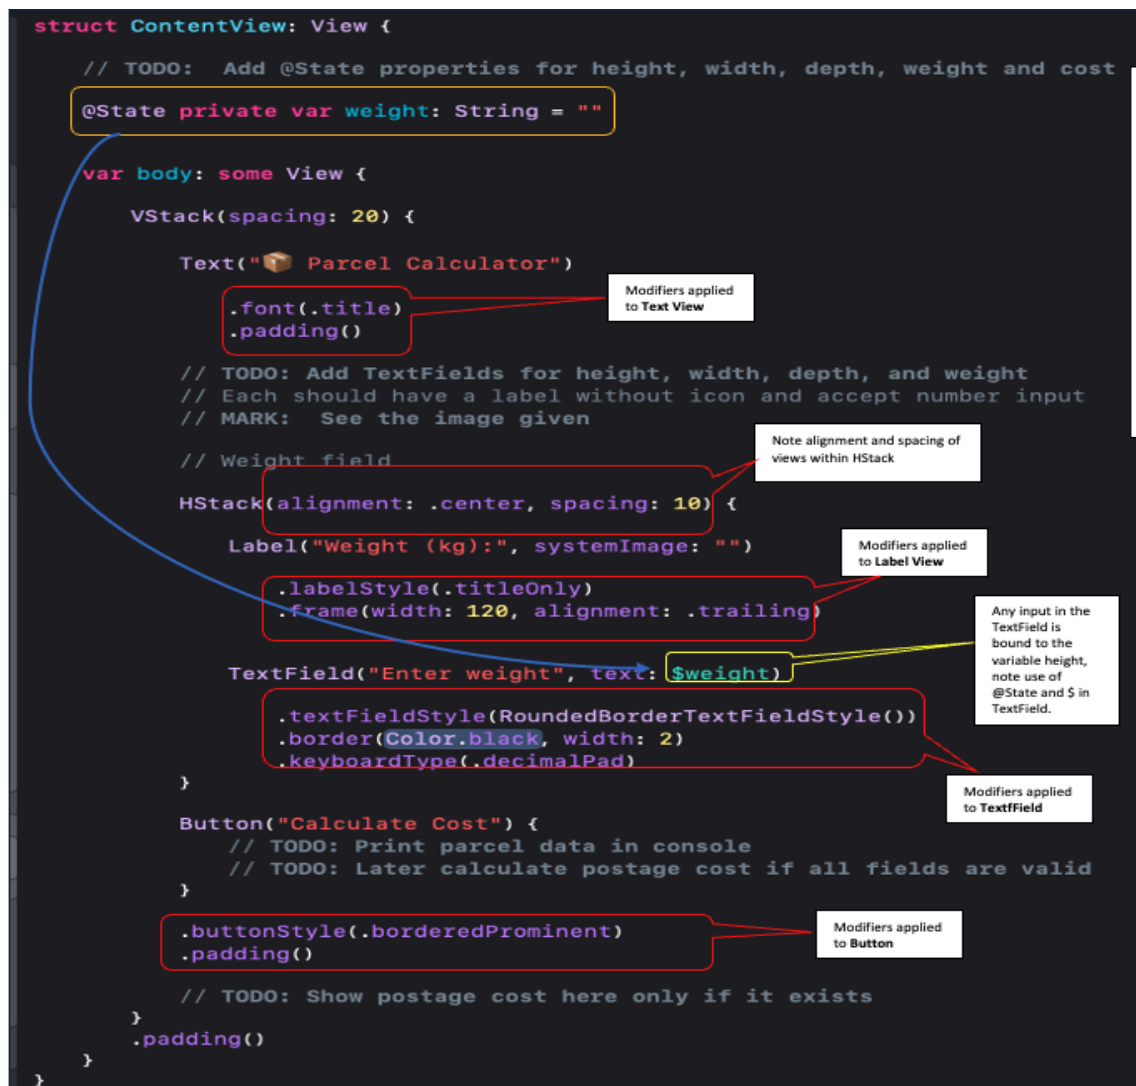 struct ContentView: View {
// TODO:  Add @State properties for height, width, depth, weight and cost
@State private var weight: String = ""
var body: some View {
VStack(spacing: 20) {
Text("📦 Parcel Calculator")
.font(.title)
.padding()
Modifiers applied
to Text View
// TODO: Add TextFields for height, width, depth, and weight
// Each should have a label without icon and accept number input
// MARK:  See the image given
// Weight field
Note alignment and spacing of
views within HStack
HStack(alignment: .center, spacing: 10) {
Label("Weight (kg):", systemImage: "")
Modifiers applied
to Label View
.labelStyle(.titleOnly)
.frame(width: 120, alignment: .trailing)
Any input in the
TextField is
bound to the
variable height,
note use of
@State and $ in
TextField.
TextField("Enter weight", text: $weight)
.textFieldStyle(RoundedBorderTextFieldStyle())
.border(Color.black, width: 2)
.keyboardType(.decimalPad)
}
Modifiers applied
to TextfField
Button("Calculate Cost") {
// TODO: Print parcel data in console
// TODO: Later calculate postage cost if all fields are valid
}
.buttonStyle(.borderedProminent)
.padding()
Modifiers applied
to Button
// TODO: Show postage cost here only if it exists
}
.padding()
}
}